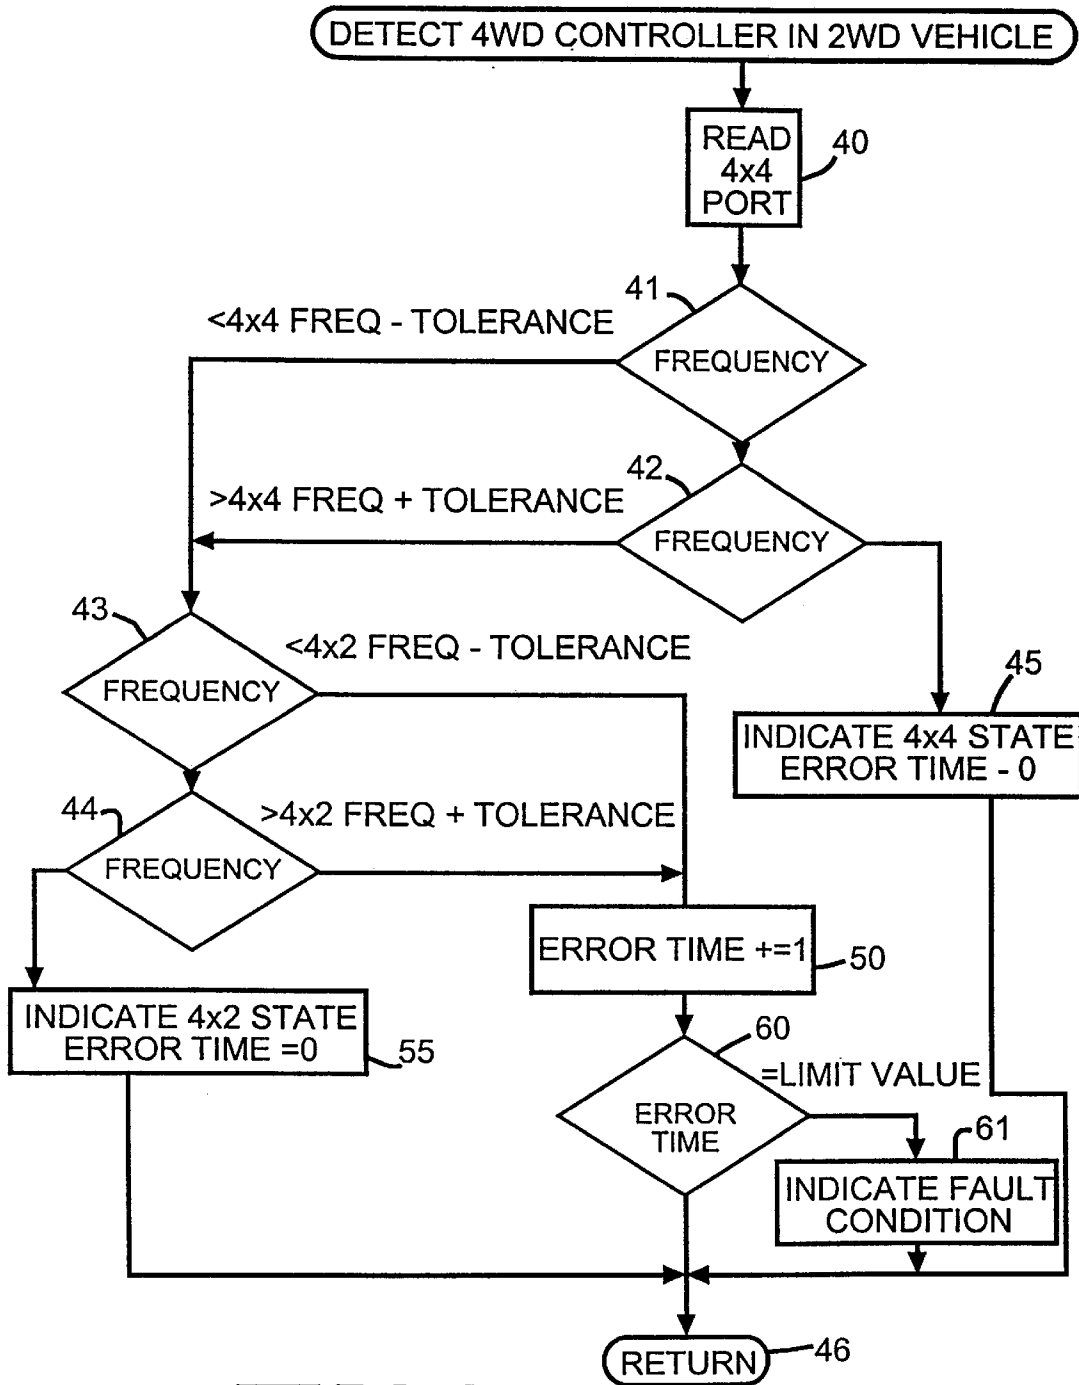 DETECT 4WD CONTROLLER IN 2WD VEHICLE
READ
4x4
PORT
40
41
<4x4 FREQ - TOLERANCE
FREQUENCY
42
>4x4 FREQ + TOLERANCE
FREQUENCY
43
<4x2 FREQ - TOLERANCE
FREQUENCY
45
INDICATE 4x4 STATE
ERROR TIME - 0
44
>4x2 FREQ + TOLERANCE
FREQUENCY
ERROR TIME +=1
50
INDICATE 4x2 STATE
ERROR TIME =0
55
60
=LIMIT VALUE
ERROR
TIME
61
INDICATE FAULT
CONDITION
RETURN
46